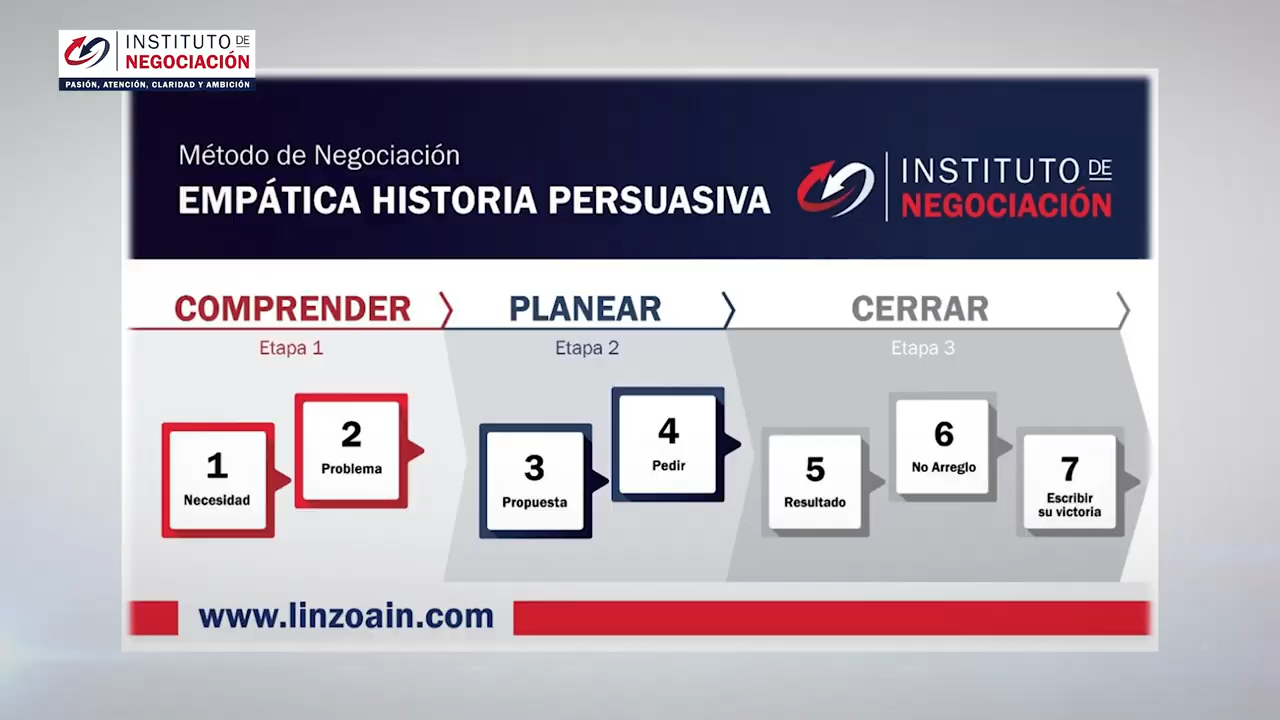 INSTITUTO DE
NEGOCIACIÓN
PASIÓN, ATENCIÓN, CLARIDAD Y AMBICIÓN
Método de Negociación
EMPÁTICA HISTORIA PERSUASIVA
INSTITUTO DE
NEGOCIACIÓN
COMPRENDER
Etapa 1
PLANEAR
Etapa 2
CERRAR
Etapa 3
1
Necesidad
2
Problema
3
Propuesta
4
Pedir
5
Resultado
6
No Arreglo
7
Escribir
su victoria
www.linzoain.com